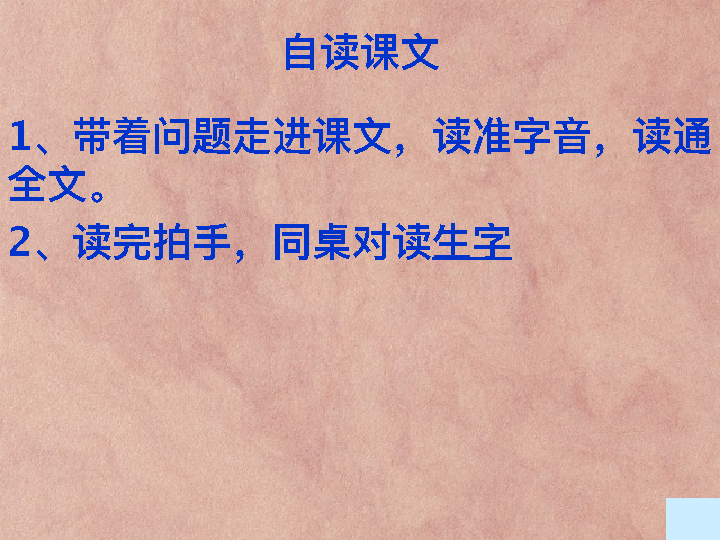 自读课文
1、带着问题走进课文，读准字音，读通
全文。
2、读完拍手，同桌对读生字